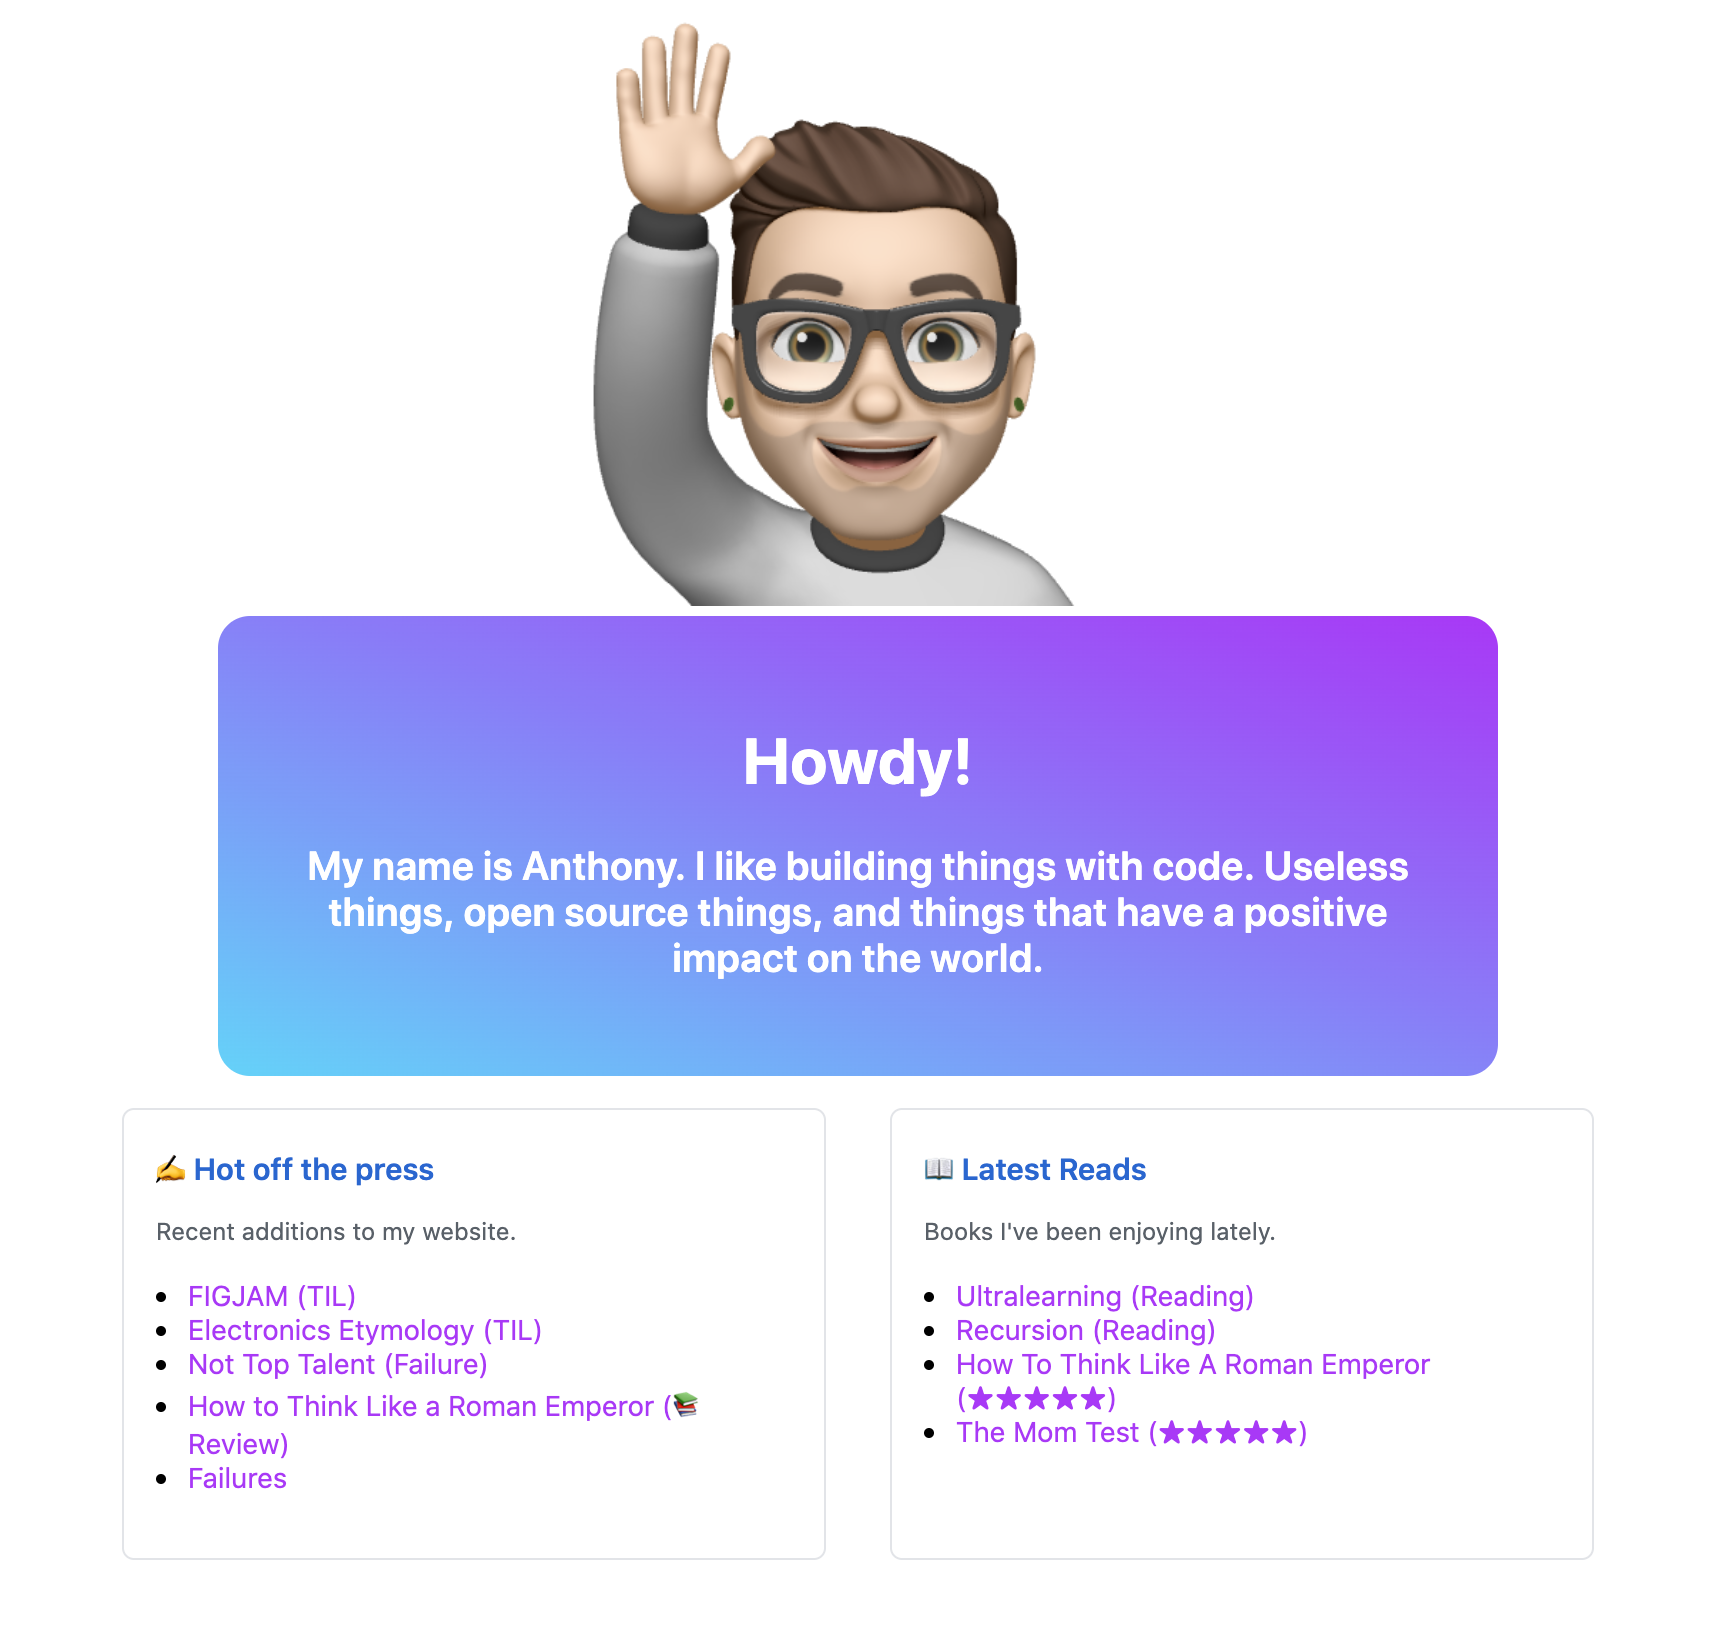 Howdy!
My name is Anthony. I like building things with code. Useless
things, open source things, and things that have a positive
impact on the world.
✍️ Hot off the press
Recent additions to my website.
• FIGJAM (TIL)
• Electronics Etymology (TIL)
• Not Top Talent (Failure)
• How to Think Like a Roman Emperor (📚
Review)
• Failures
📖 Latest Reads
Books I've been enjoying lately.
• Ultralearning (Reading)
• Recursion (Reading)
• How To Think Like A Roman Emperor
(★★★★★)
• The Mom Test (★★★★★)